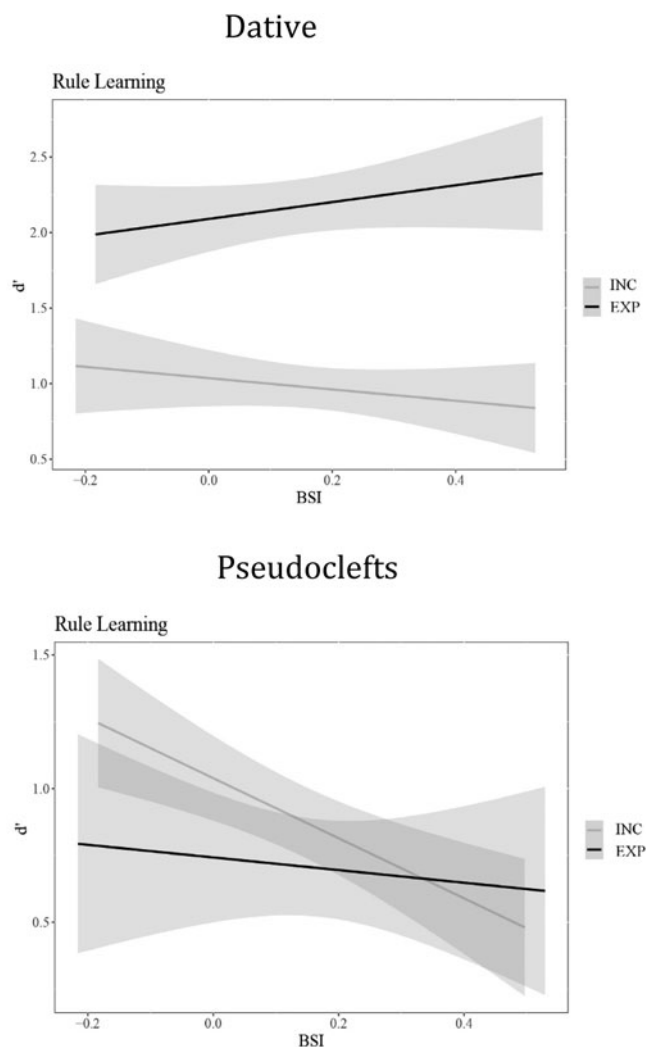 Dative
Rule Learning
2.5
2.0
1.5
1.0
0.5
d'
INC
EXP
−0.2 0.0 0.2 0.4
BSI
Pseudoclefts
Rule Learning
1.5
1.0
0.5
d'
INC
EXP
−0.2 0.0 0.2 0.4
BSI